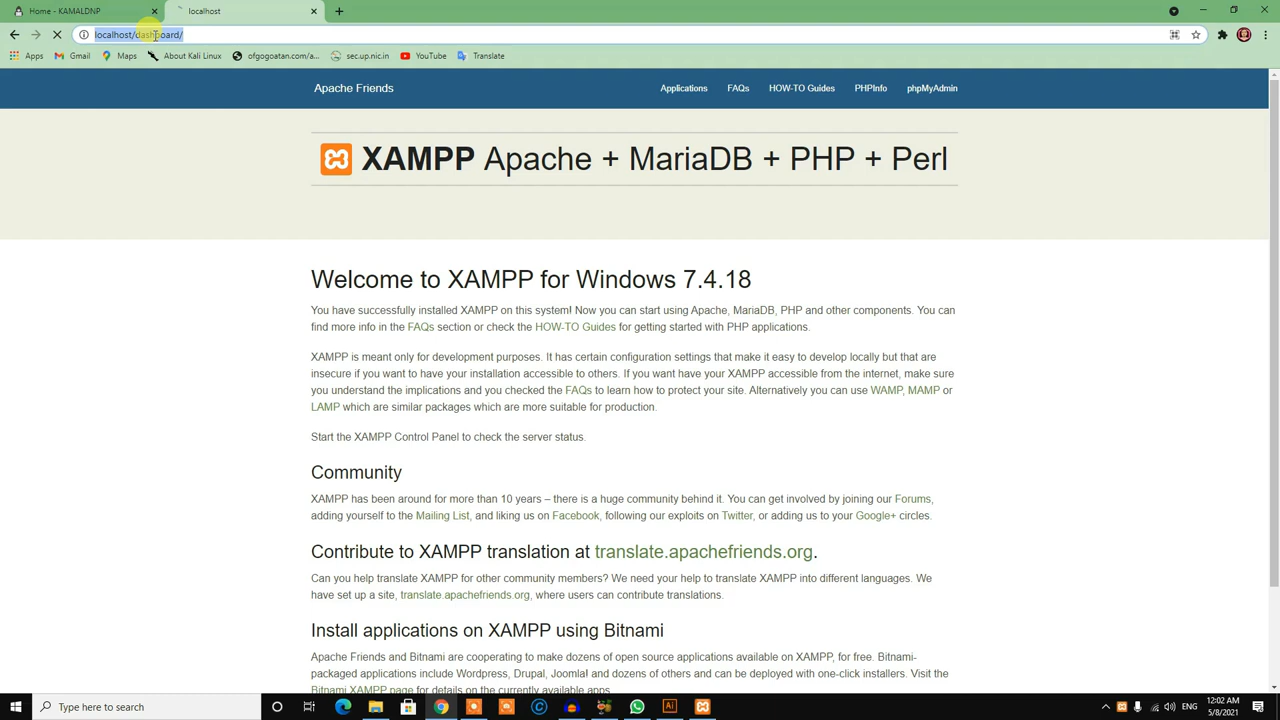 Home - KAMALDNP
localhost
localhost/dashboard/
Apps Gmail Maps About Kali Linux ofgogoatan.com/a... sec.up.nic.in YouTube Translate
Apache Friends
Applications FAQs HOW-TO Guides PHPInfo phpMyAdmin
XAMPP Apache + MariaDB + PHP + Perl
Welcome to XAMPP for Windows 7.4.18
You have successfully installed XAMPP on this system! Now you can start using Apache, MariaDB, PHP and other components. You can
find more info in the FAQs section or check the HOW-TO Guides for getting started with PHP applications.
XAMPP is meant only for development purposes. It has certain configuration settings that make it easy to develop locally but that are
insecure if you want to have your installation accessible to others. If you want have your XAMPP accessible from the internet, make sure
you understand the implications and you checked the FAQs to learn how to protect your site. Alternatively you can use WAMP, MAMP or
LAMP which are similar packages which are more suitable for production.
Start the XAMPP Control Panel to check the server status.
Community
XAMPP has been around for more than 10 years – there is a huge community behind it. You can get involved by joining our Forums,
adding yourself to the Mailing List, and liking us on Facebook, following our exploits on Twitter, or adding us to your Google+ circles.
Contribute to XAMPP translation at translate.apachefriends.org.
Can you help translate XAMPP for other community members? We need your help to translate XAMPP into different languages. We
have set up a site, translate.apachefriends.org, where users can contribute translations.
Install applications on XAMPP using Bitnami
Apache Friends and Bitnami are cooperating to make dozens of open source applications available on XAMPP, for free. Bitnami-
packaged applications include Wordpress, Drupal, Joomla! and dozens of others and can be deployed with one-click installers. Visit the
Bitnami XAMPP page for details on the currently available apps.
Type here to search
Ai
ENG
12:02 AM
5/8/2021